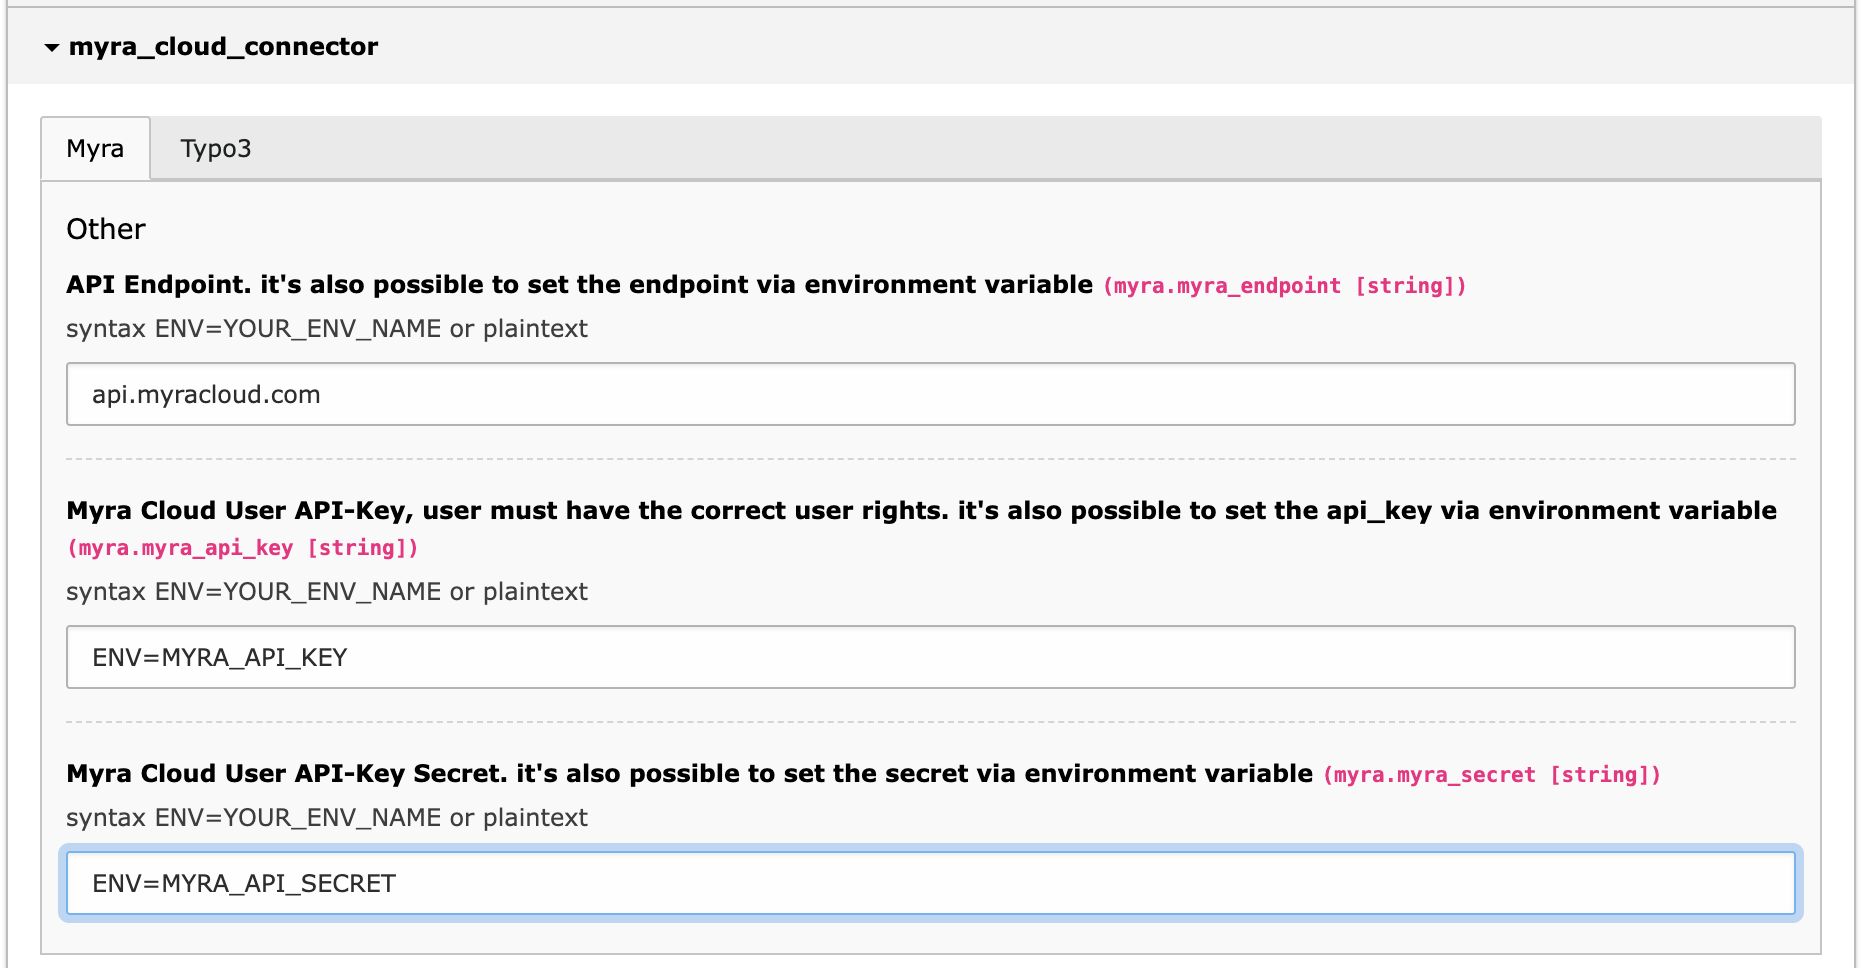 myra_cloud_connector
Myra
Typo3
Other
API Endpoint. it's also possible to set the endpoint via environment variable (myra.myra_endpoint [string])
syntax ENV=YOUR_ENV_NAME or plaintext
api.myracloud.com
Myra Cloud User API-Key, user must have the correct user rights. it's also possible to set the api_key via environment variable
(myra.myra_api_key [string])
syntax ENV=YOUR_ENV_NAME or plaintext
ENV=MYRA_API_KEY
Myra Cloud User API-Key Secret. it's also possible to set the secret via environment variable (myra.myra_secret [string])
syntax ENV=YOUR_ENV_NAME or plaintext
ENV=MYRA_API_SECRET